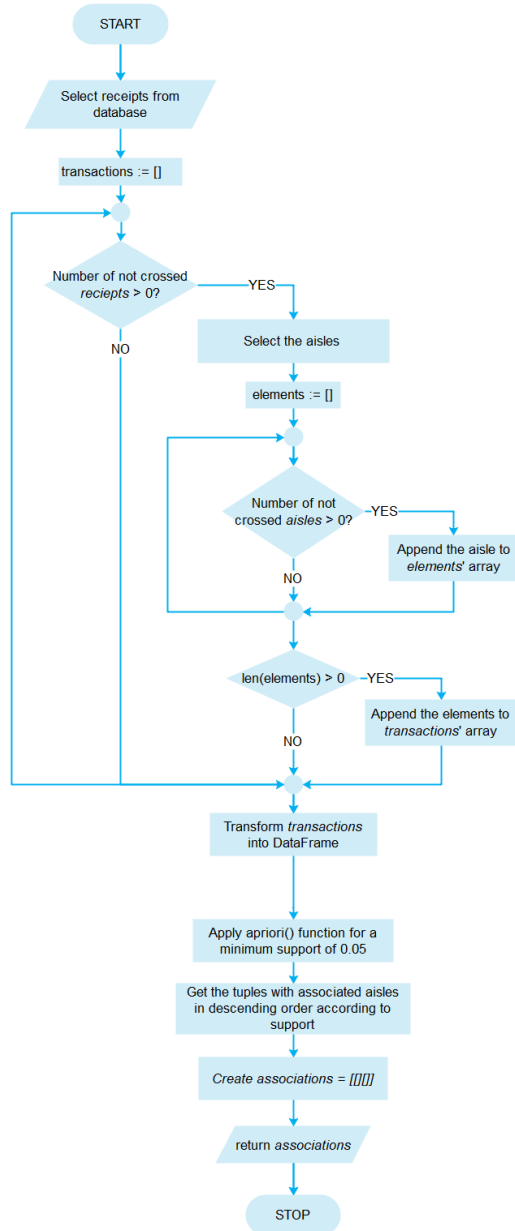 START
Select receipts from
database
transactions := []
Number of not crossed
reciepts > 0?
YES
NO
Select the aisles
elements := []
Number of not
crossed aisles > 0?
YES
Append the aisle to
elements' array
NO
len(elements) > 0
YES
Append the elements to
transactions' array
NO
Transform transactions
into DataFrame
Apply apriori() function for a
minimum support of 0.05
Get the tuples with associated aisles
in descending order according to
support
Create associations = [[][]]
return associations
STOP